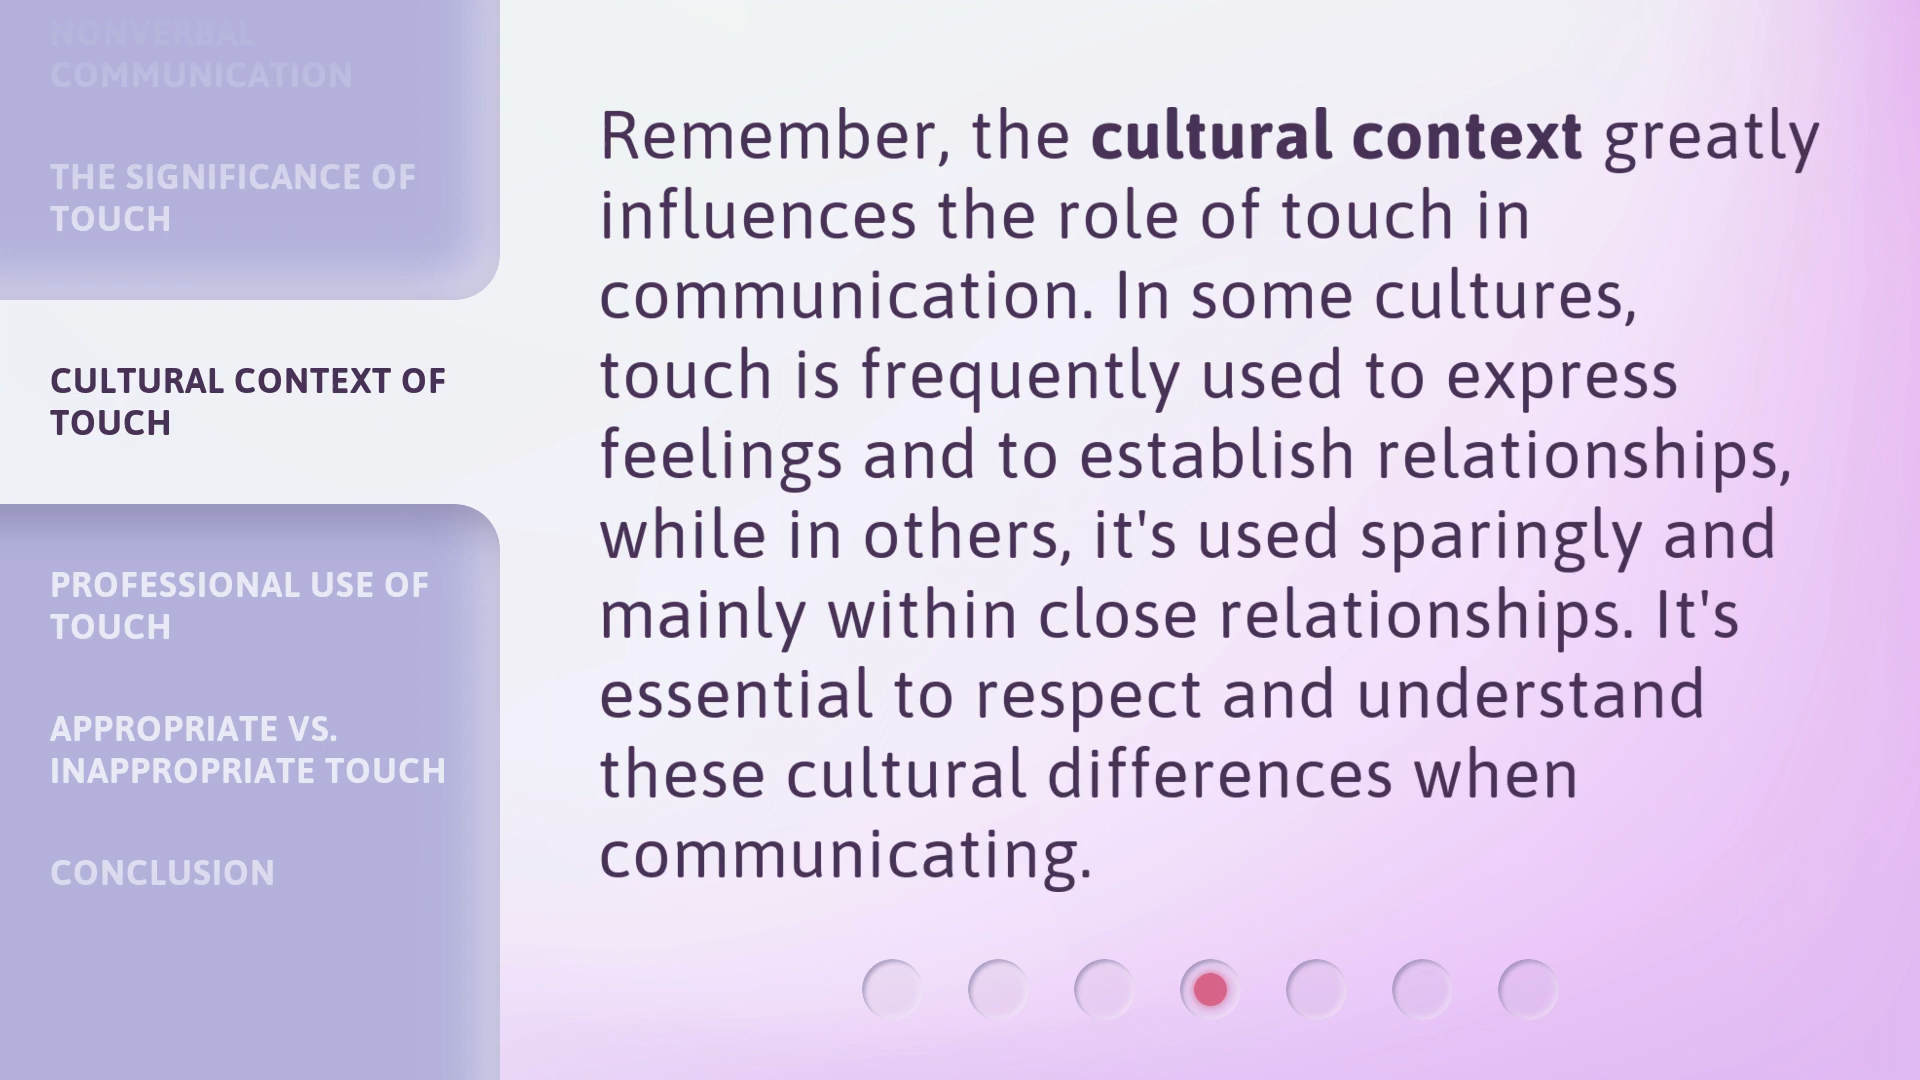 NONVERBAL
COMMUNICATION
THE SIGNIFICANCE OF
TOUCH
CULTURAL CONTEXT OF
TOUCH
PROFESSIONAL USE OF
TOUCH
APPROPRIATE VS.
INAPPROPRIATE TOUCH
CONCLUSION
Remember, the cultural context greatly
influences the role of touch in
communication. In some cultures,
touch is frequently used to express
feelings and to establish relationships,
while in others, it's used sparingly and
mainly within close relationships. It's
essential to respect and understand
these cultural differences when
communicating.